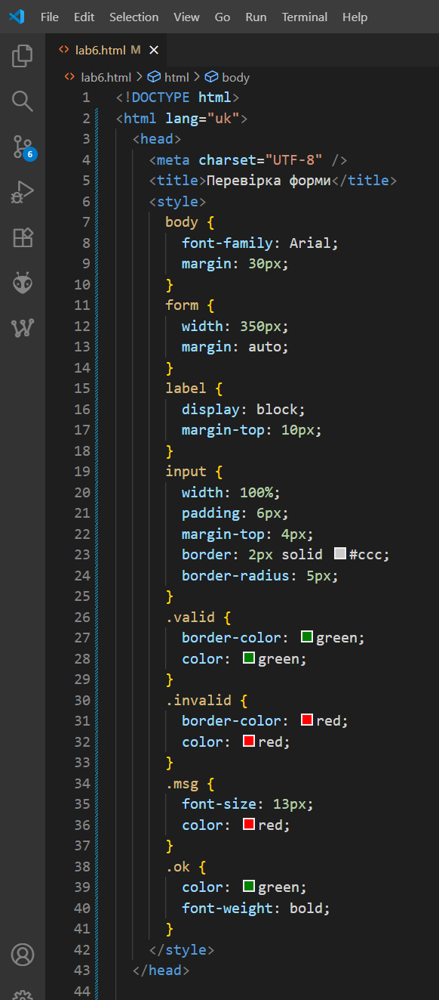 File Edit Selection View Go Run Terminal Help
lab6.html M
lab6.html > html > body
1 <!DOCTYPE html>
2 <html lang="uk">
3 <head>
4 <meta charset="UTF-8" />
5 <title>Перевірка форми</title>
6 <style>
7 body {
8 font-family: Arial;
9 margin: 30px;
10 }
11 form {
12 width: 350px;
13 margin: auto;
14 }
15 label {
16 display: block;
17 margin-top: 10px;
18 }
19 input {
20 width: 100%;
21 padding: 6px;
22 margin-top: 4px;
23 border: 2px solid #ccc;
24 border-radius: 5px;
25 }
26 .valid {
27 border-color: green;
28 color: green;
29 }
30 .invalid {
31 border-color: red;
32 color: red;
33 }
34 .msg {
35 font-size: 13px;
36 color: red;
37 }
38 .ok {
39 color: green;
40 font-weight: bold;
41 }
42 </style>
43 </head>
44
6